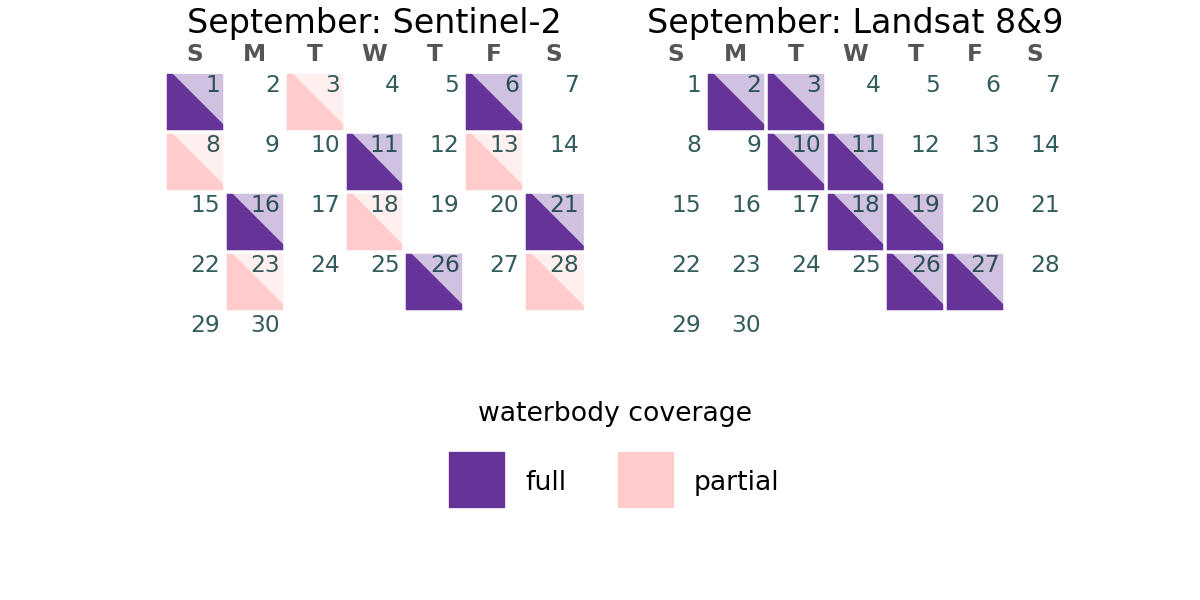 September: Sentinel-2
S M T W T F S
1 2 3 4 5 6 7
8 9 10 11 12 13 14
15 16 17 18 19 20 21
22 23 24 25 26 27 28
29 30
September: Landsat 8&9
S M T W T F S
1 2 3 4 5 6 7
8 9 10 11 12 13 14
15 16 17 18 19 20 21
22 23 24 25 26 27 28
29 30
waterbody coverage
full partial